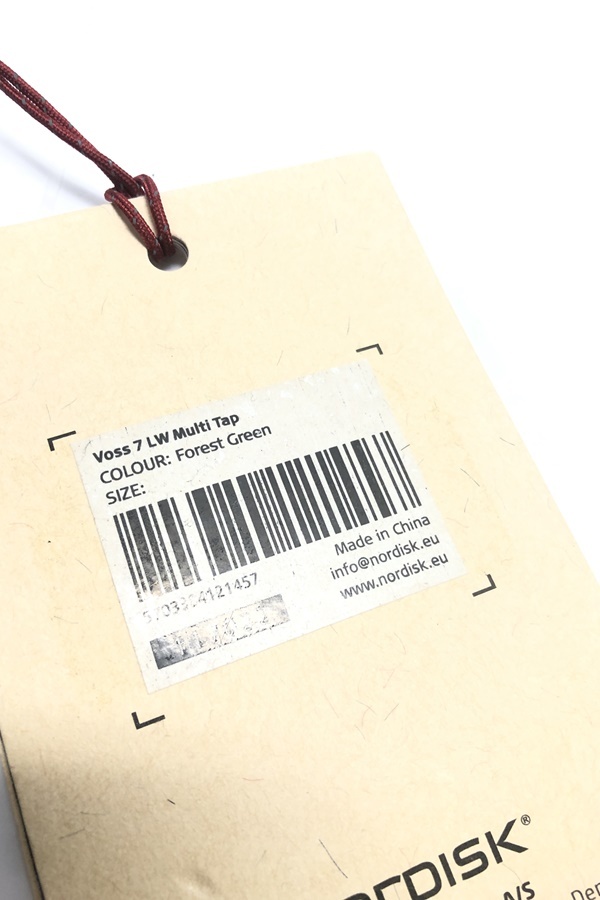 Voss 7 LW Multi Tap
COLOUR: Forest Green
SIZE:
Made in China
info@nordisk.eu
www.nordisk.eu
NORDISK®
A/S